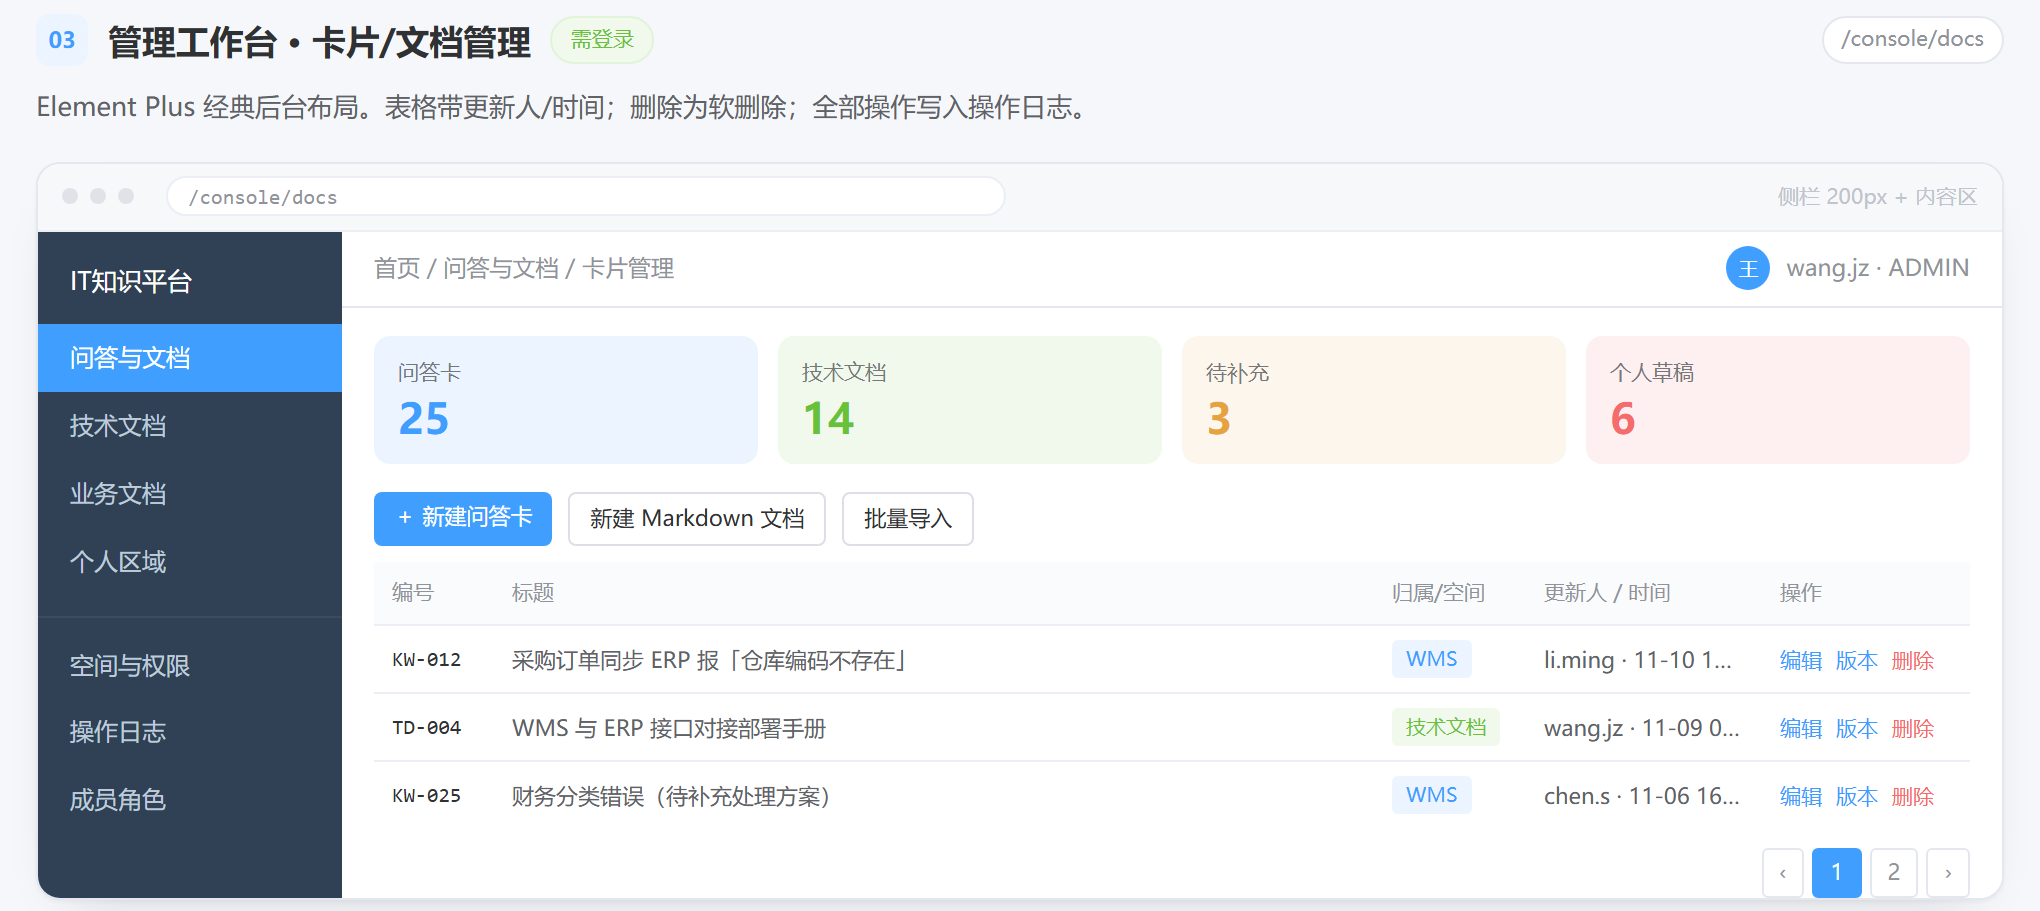 03 管理工作台 • 卡片/文档管理 需登录 /console/docs
Element Plus 经典后台布局。表格带更新人/时间；删除为软删除；全部操作写入操作日志。
/console/docs 侧栏 200px + 内容区
IT知识平台
问答与文档
技术文档
业务文档
个人区域
空间与权限
操作日志
成员角色
首页 / 问答与文档 / 卡片管理 王 wang.jz · ADMIN
问答卡 技术文档 待补充 个人草稿
25 14 3 6
+ 新建问答卡 新建 Markdown 文档 批量导入
编号 标题 归属/空间 更新人 / 时间 操作
KW-012 采购订单同步 ERP 报「仓库编码不存在」 WMS li.ming · 11-10 1... 编辑 版本 删除
TD-004 WMS 与 ERP 接口对接部署手册 技术文档 wang.jz · 11-09 0... 编辑 版本 删除
KW-025 财务分类错误（待补充处理方案） WMS chen.s · 11-06 16... 编辑 版本 删除
‹ 1 2 ›